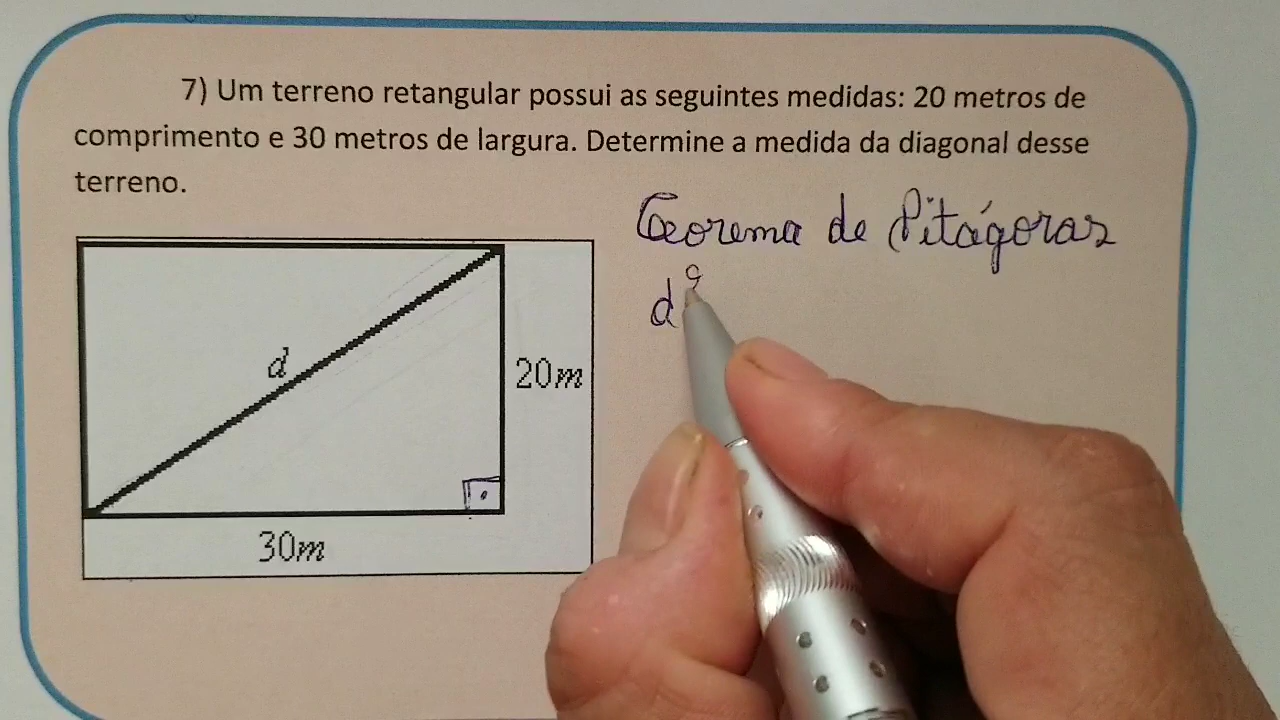 7) Um terreno retangular possui as seguintes medidas: 20 metros de
comprimento e 30 metros de largura. Determine a medida da diagonal desse
terreno.
Teorema de Pitágoras
d
d
20m
30m